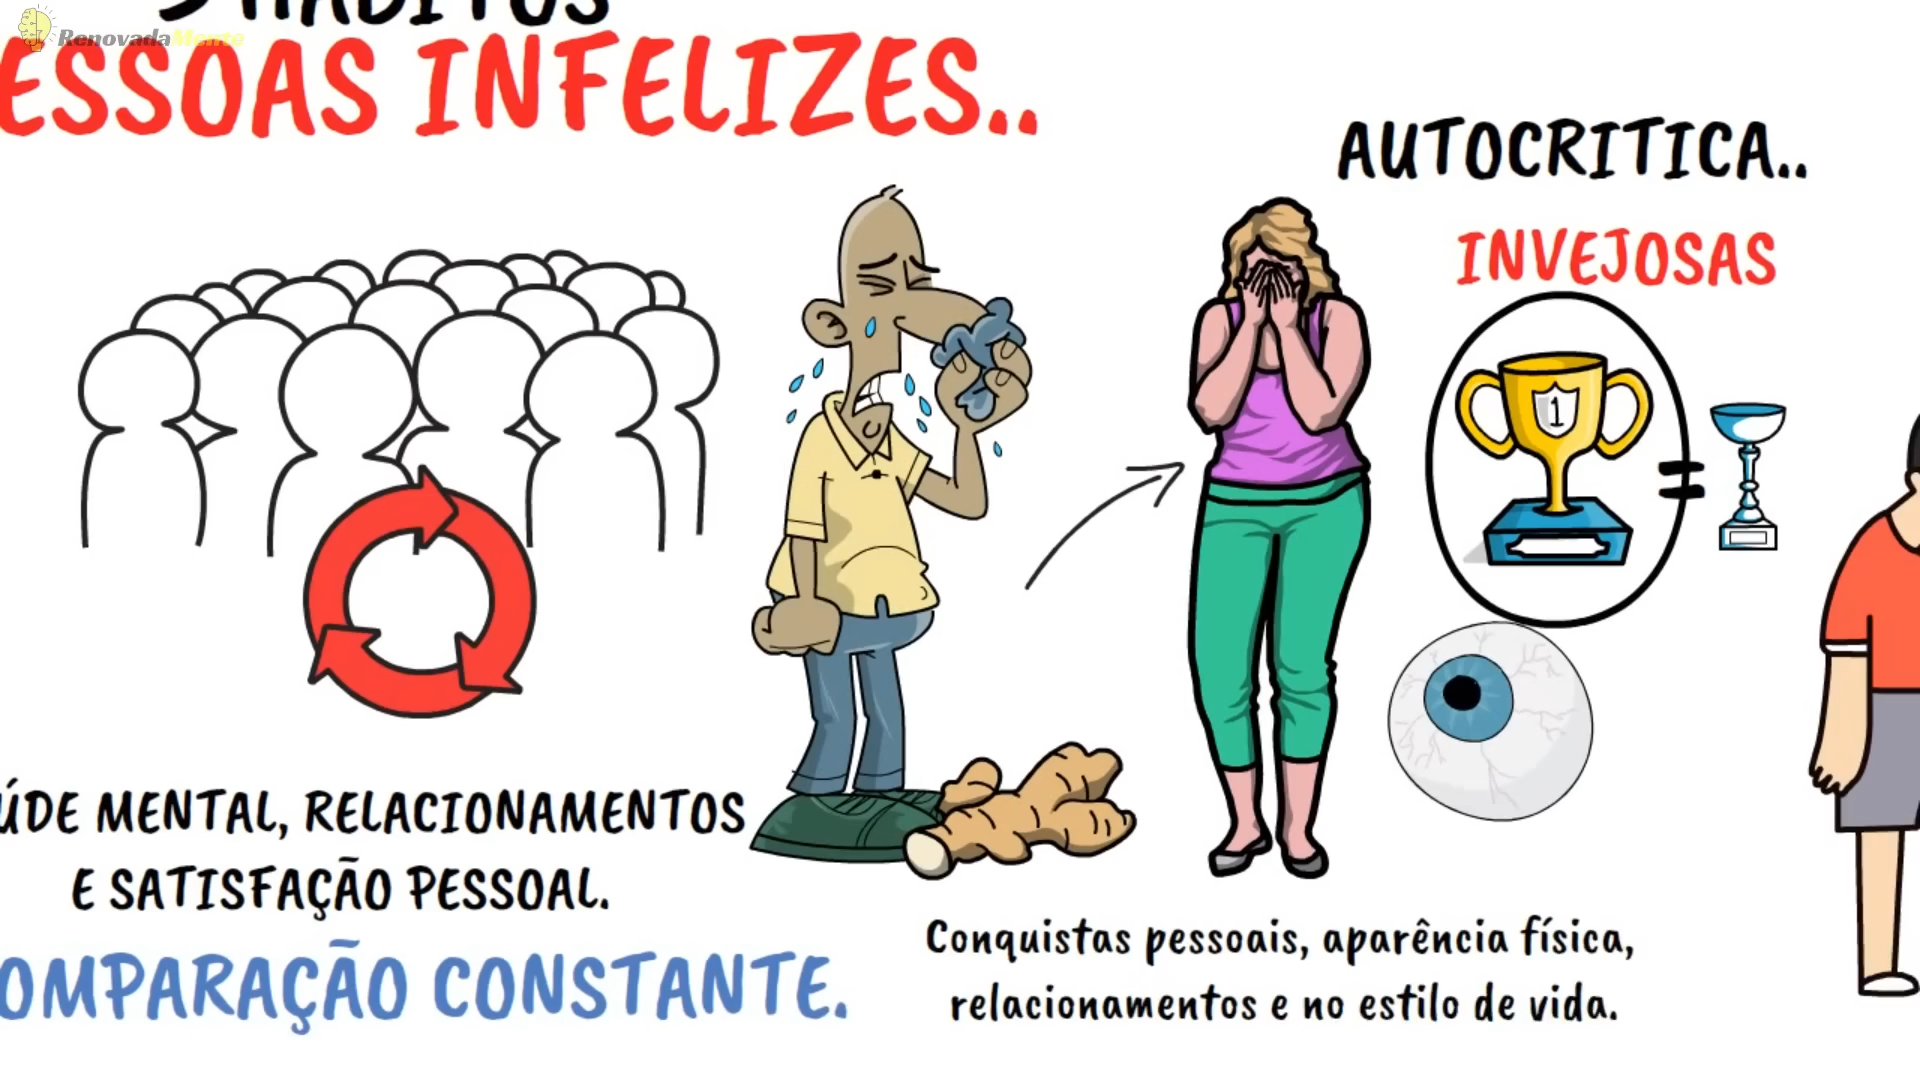 HÁBITOS
RenovadaMente
ESSOAS INFELIZES..
AUTOCRITICA..
INVEJOSAS
1
=
ÚDE MENTAL, RELACIONAMENTOS
E SATISFAÇÃO PESSOAL.
OMPARAÇÃO CONSTANTE.
Conquistas pessoais, aparência física,
relacionamentos e no estilo de vida.